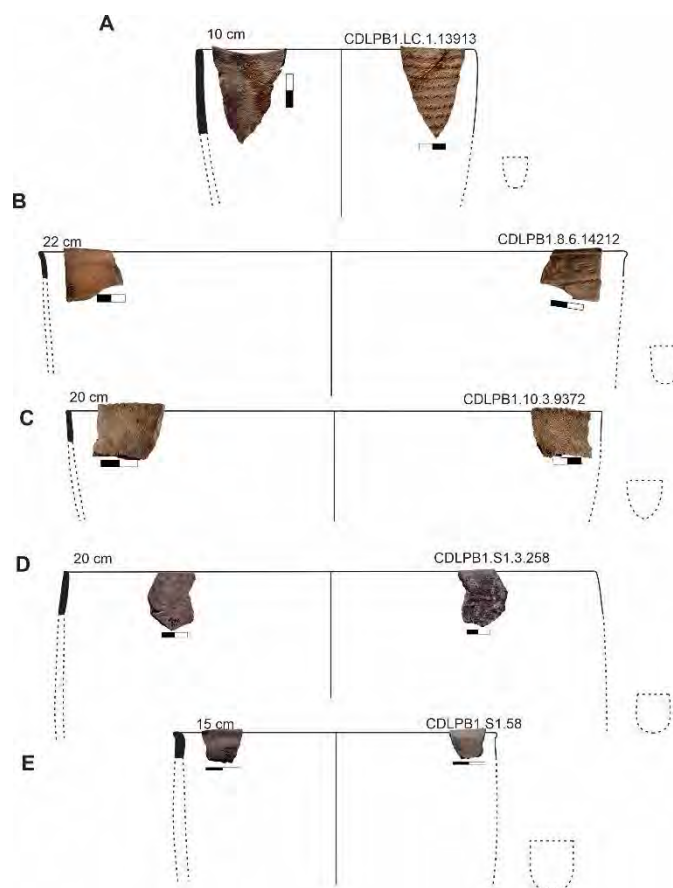 A
10 cm
CDLPB1.LC.1.13913
B
22 cm
CDLPB1.8.6.14212
C
20 cm
CDLPB1.10.3.9372
D
20 cm
CDLPB1.S1.3.258
E
15 cm
CDLPB1.S1.58